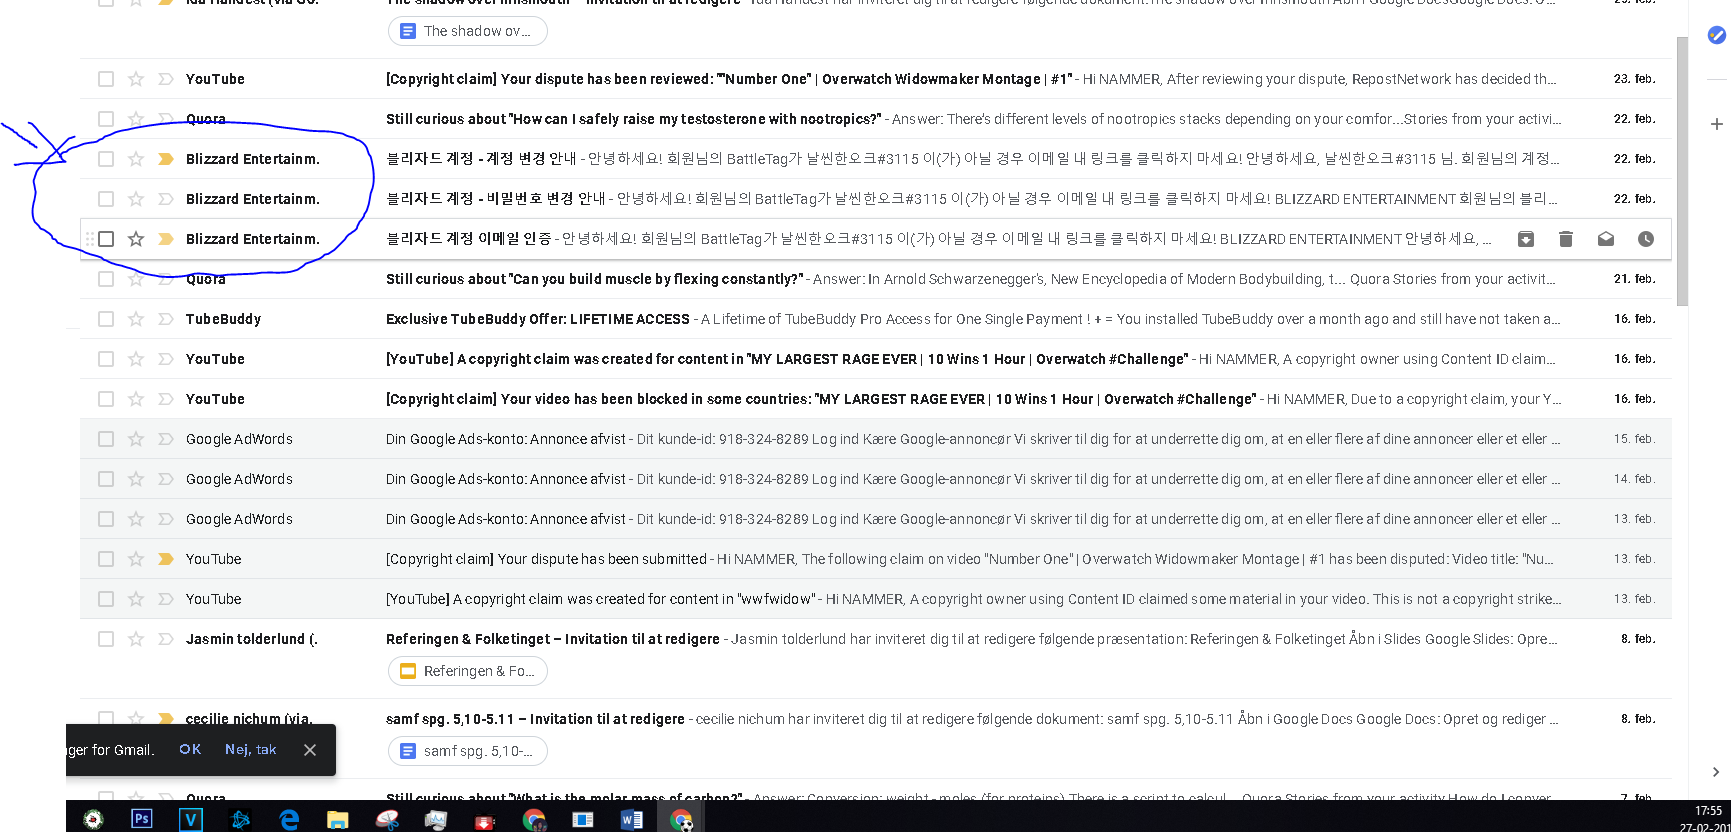 The shadow over Innsmouth – Invitation til at redigere
The shadow ov...
YouTube [Copyright claim] Your dispute has been reviewed: ""Number One" | Overwatch Widowmaker Montage | #1" - Hi NAMMER, After reviewing your dispute, RepostNetwork has decided th... 23. feb.
Quora Still curious about "How can I safely raise my testosterone with nootropics?" - Answer: There's different levels of nootropics stacks depending on your comfor...Stories from your activi... 22. feb.
Blizzard Entertainm. 블리자드 계정 - 계정 변경 안내 - 안녕하세요! 회원님의 BattleTag가 날씬한오크#3115 이(가) 아닐 경우 이메일 내 링크를 클릭하지 마세요! 안녕하세요, 날씬한오크#3115 님. 회원님의 계정... 22. feb.
Blizzard Entertainm. 블리자드 계정 - 비밀번호 변경 안내 - 안녕하세요! 회원님의 BattleTag가 날씬한오크#3115 이(가) 아닐 경우 이메일 내 링크를 클릭하지 마세요! BLIZZARD ENTERTAINMENT 회원님의 블리... 22. feb.
Blizzard Entertainm. 블리자드 계정 이메일 인증 - 안녕하세요! 회원님의 BattleTag가 날씬한오크#3115 이(가) 아닐 경우 이메일 내 링크를 클릭하지 마세요! BLIZZARD ENTERTAINMENT 안녕하세요, ...
Quora Still curious about "Can you build muscle by flexing constantly?" - Answer: In Arnold Schwarzenegger's, New Encyclopedia of Modern Bodybuilding, t... Quora Stories from your activit... 21. feb.
TubeBuddy Exclusive TubeBuddy Offer: LIFETIME ACCESS - A Lifetime of TubeBuddy Pro Access for One Single Payment ! + = You installed TubeBuddy over a month ago and still have not taken a... 16. feb.
YouTube [YouTube] A copyright claim was created for content in "MY LARGEST RAGE EVER | 10 Wins 1 Hour | Overwatch #Challenge" - Hi NAMMER, A copyright owner using Content ID claim... 16. feb.
YouTube [Copyright claim] Your video has been blocked in some countries: "MY LARGEST RAGE EVER | 10 Wins 1 Hour | Overwatch #Challenge" - Hi NAMMER, Due to a copyright claim, your Y... 16. feb.
Google AdWords Din Google Ads-konto: Annonce afvist - Dit kunde-id: 918-324-8289 Log ind Kære Google-annoncør Vi skriver til dig for at underrette dig om, at en eller flere af dine annoncer eller et eller ... 15. feb.
Google AdWords Din Google Ads-konto: Annonce afvist - Dit kunde-id: 918-324-8289 Log ind Kære Google-annoncør Vi skriver til dig for at underrette dig om, at en eller flere af dine annoncer eller et eller ... 14. feb.
Google AdWords Din Google Ads-konto: Annonce afvist - Dit kunde-id: 918-324-8289 Log ind Kære Google-annoncør Vi skriver til dig for at underrette dig om, at en eller flere af dine annoncer eller et eller ... 13. feb.
YouTube [Copyright claim] Your dispute has been submitted - Hi NAMMER, The following claim on video "Number One" | Overwatch Widowmaker Montage | #1 has been disputed: Video title: "Nu... 13. feb.
YouTube [YouTube] A copyright claim was created for content in "wwfwidow" - Hi NAMMER, A copyright owner using Content ID claimed some material in your video. This is not a copyright strike... 13. feb.
Jasmin tolderlund (. Referingen & Folketinget – Invitation til at redigere - Jasmin tolderlund har inviteret dig til at redigere følgende præsentation: Referingen & Folketinget Åbn i Slides Google Slides: Opre... 8. feb.
Referingen & Fo...
cecilie nichum (via. samf spg. 5,10-5.11 – Invitation til at redigere - cecilie nichum har inviteret dig til at redigere følgende dokument: samf spg. 5,10-5.11 Åbn i Google Docs Google Docs: Opret og rediger ... 8. feb.
nger for Gmail. OK Nej, tak
samf spg. 5,10-...
Quora Still curious about "What is the molar mass of carbon?" - Answer: Conversion: weight - moles (for proteins) There is a script to calcul... Quora Stories from your activity How do I conver... 7. feb.
Ps V W
17:55
27-02-201